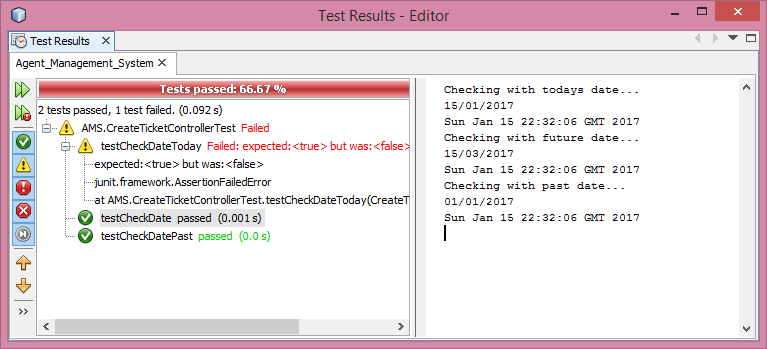 Test Results - Editor
Test Results
Agent_Management_System
Tests passed: 66.67 %
2 tests passed, 1 test failed. (0.092 s)
AMS.CreateTicketControllerTest Failed
testCheckDateToday Failed: expected:<true> but was:<false>
expected:<true> but was:<false>
junit.framework.AssertionFailedError
at AMS.CreateTicketControllerTest.testCheckDateToday(CreateT
testCheckDate passed (0.001 s)
testCheckDatePast passed (0.0 s)
Checking with todays date...
15/01/2017
Sun Jan 15 22:32:06 GMT 2017
Checking with future date...
15/03/2017
Sun Jan 15 22:32:06 GMT 2017
Checking with past date...
01/01/2017
Sun Jan 15 22:32:06 GMT 2017